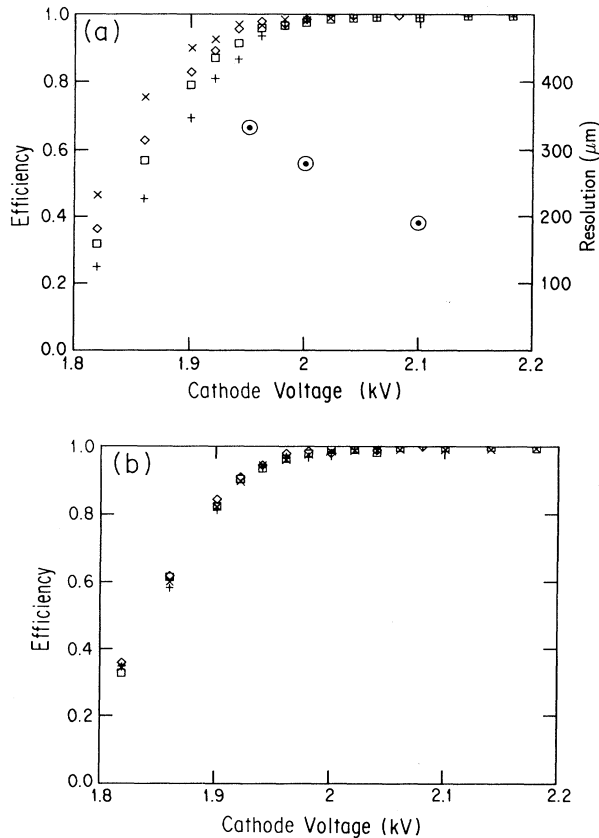 (a)
1.0
0.8
0.6
0.4
0.2
0.0
Efficiency
400
300
200
100
Resolution (μm)
1.8 1.9 2 2.1 2.2
Cathode Voltage (kV)
(b)
1.0
0.8
0.6
0.4
0.2
0.0
Efficiency
1.8 1.9 2 2.1 2.2
Cathode Voltage (kV)